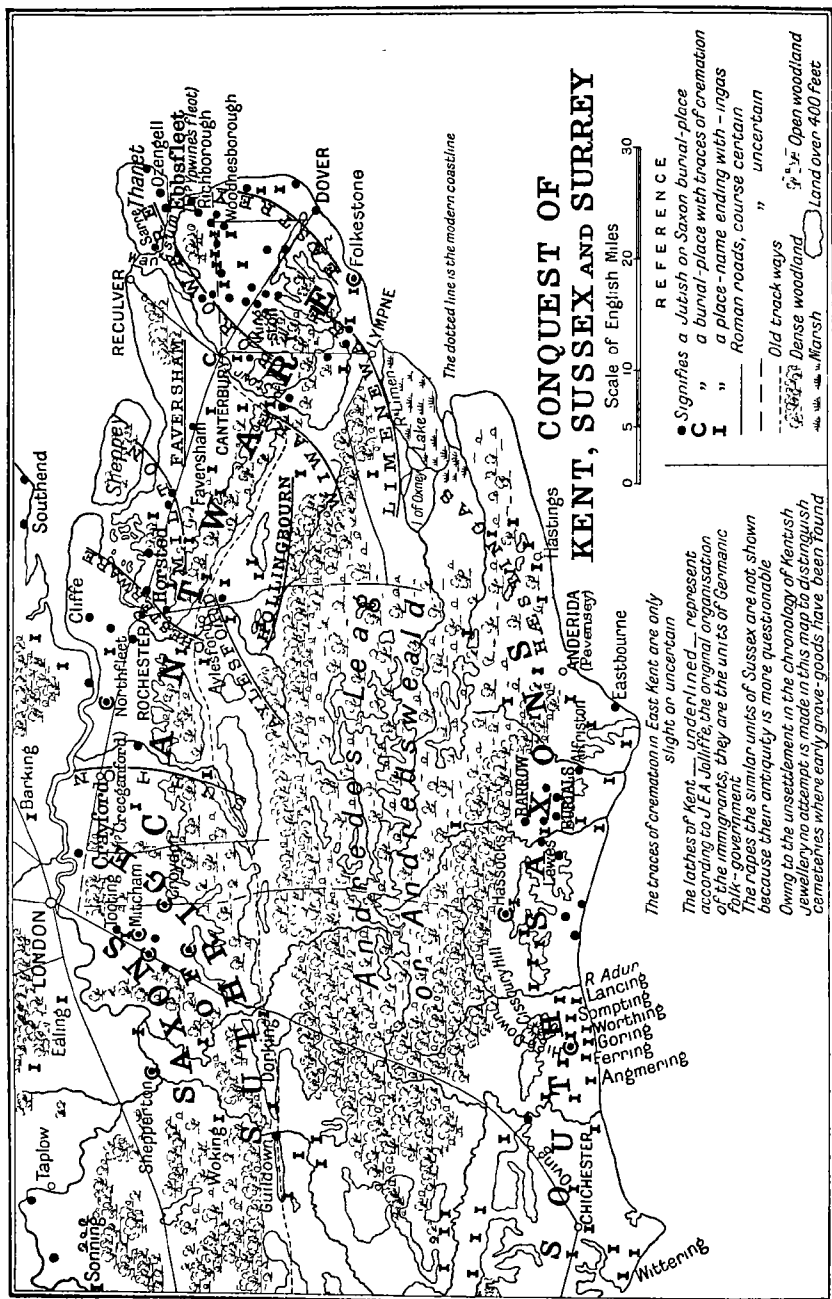 CONQUEST OF
KENT, SUSSEX AND SURREY
Scale of English Miles
0 5 10 20 30
REFERENCE
● Signifies a Jutish or Saxon burial-place
C „ a burial-place with traces of cremation
I „ a place-name ending with -ingas
Roman roads, course certain
„ uncertain
Old track ways
Dense woodland
Open woodland
Marsh
Land over 400 feet
The dotted line is the modern coastline
The traces of cremation in East Kent are only
slight or uncertain
The lathes of Kent — underlined — represent
according to J E A Jolliffe, the original organisation
of the immigrants, they are the units of Germanic
folk-government
The rapes the similar units of Sussex are not shown
because their antiquity is more questionable
Owing to the unsettlement in the chronology of Kentish
jewellery no attempt is made in this map to distinguish
cemeteries where early grave-goods have been found
Sonning
Taplow
Ealing
LONDON
Barking
Southend
Shepperton
Tooting
Mitcham
Croydon
Crayford
(Crecganford)
Northfleet
Cliffe
ROCHESTER
Horsted
Sheppey
Aylesford
AYLESFORD
MILTON
HOLLINGBOURN
Faversham
FAVERSHAM
CANTERBURY
RECULVER
Sarre
Thanet
Ozengell
Ebbsfleet
(Ypwines fleot)
Richborough
Woodnesborough
Kingston
DOVER
Folkestone
LYMPNE
LIMENEWARA
R Limen
Lake
I of Oxney
CANTWARE
Woking
Guildown
Dorking
SAXONS
SUTHRIGE
Andredes Leag
or Andredsweald
HAESTINGAS
Hastings
ANDERIDA
(Pevensey)
Eastbourne
Alfriston
BARROW
BURIALS
Lewes
Hassocks
Cissbury Hill
R Adur
Lancing
Sompting
Worthing
Goring
Ferring
Angmering
Oving
CHICHESTER
Wittering
SOUTH SAXONS